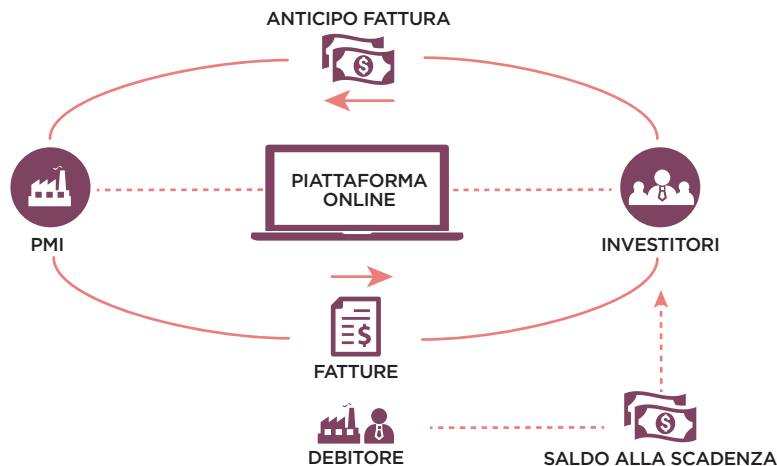 ANTICIPO FATTURA
PIATTAFORMA
ONLINE
PMI
INVESTITORI
FATTURE
DEBITORE
SALDO ALLA SCADENZA